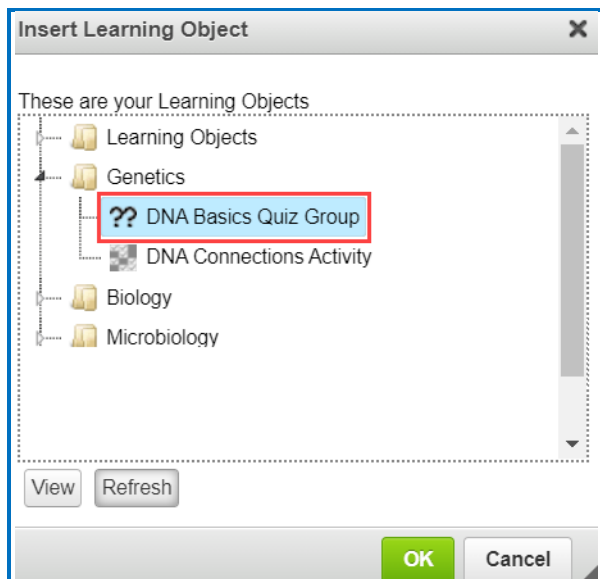 Insert Learning Object
These are your Learning Objects
Learning Objects
Genetics
?? DNA Basics Quiz Group
DNA Connections Activity
Biology
Microbiology
View Refresh
OK Cancel